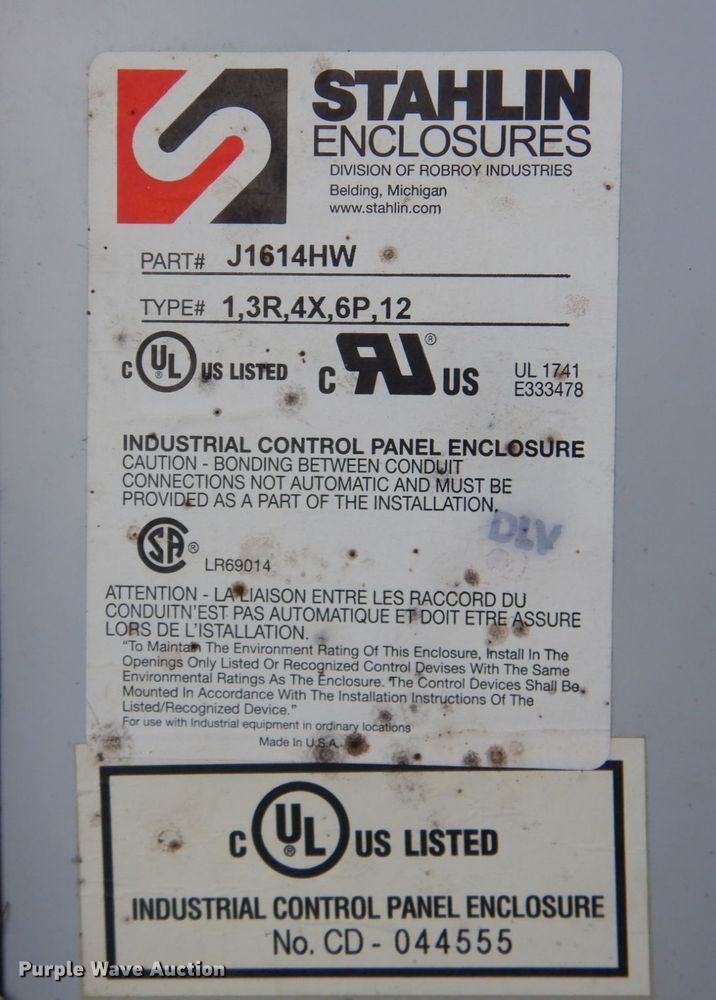 STAHLIN
ENCLOSURES
DIVISION OF ROBROY INDUSTRIES
Belding, Michigan
www.stahlin.com
PART# J1614HW
TYPE# 1,3R,4X,6P,12
C UL ® US LISTED
C RU ® US
UL 1741
E333478
INDUSTRIAL CONTROL PANEL ENCLOSURE
CAUTION - BONDING BETWEEN CONDUIT
CONNECTIONS NOT AUTOMATIC AND MUST BE
PROVIDED AS A PART OF THE INSTALLATION.
DLV
SA ® LR69014
ATTENTION - LA LIAISON ENTRE LES RACCORD DU
CONDUITN'EST PAS AUTOMATIQUE ET DOIT ETRE ASSURE
LORS DE L'ISTALLATION.
"To Maintain The Environment Rating Of This Enclosure, Install In The
Openings Only Listed Or Recognized Control Devises With The Same
Environmental Ratings As The Enclosure. The Control Devices Shall Be
Mounted In Accordance With The Installation Instructions Of The
Listed/Recognized Device."
For use with Industrial equipment in ordinary locations
Made In U.S.A.
C UL ® US LISTED
INDUSTRIAL CONTROL PANEL ENCLOSURE
No. CD - 044555
Purple Wave Auction